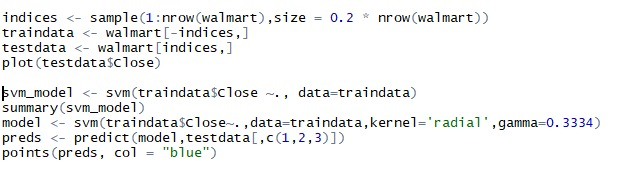 indices <- sample(1:nrow(walmart),size = 0.2 * nrow(walmart))
traindata <- walmart[-indices,]
testdata <- walmart[indices,]
plot(testdata$Close)
svm_model <- svm(traindata$Close ~., data=traindata)
summary(svm_model)
model <- svm(traindata$Close~.,data=traindata,kernel='radial',gamma=0.3334)
preds <- predict(model,testdata[,c(1,2,3)])
points(preds, col = "blue")